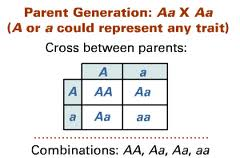 Parent Generation: Aa X Aa
(A or a could represent any trait)
Cross between parents:
A a
A AA Aa
a Aa aa
Combinations: AA, Aa, Aa, aa